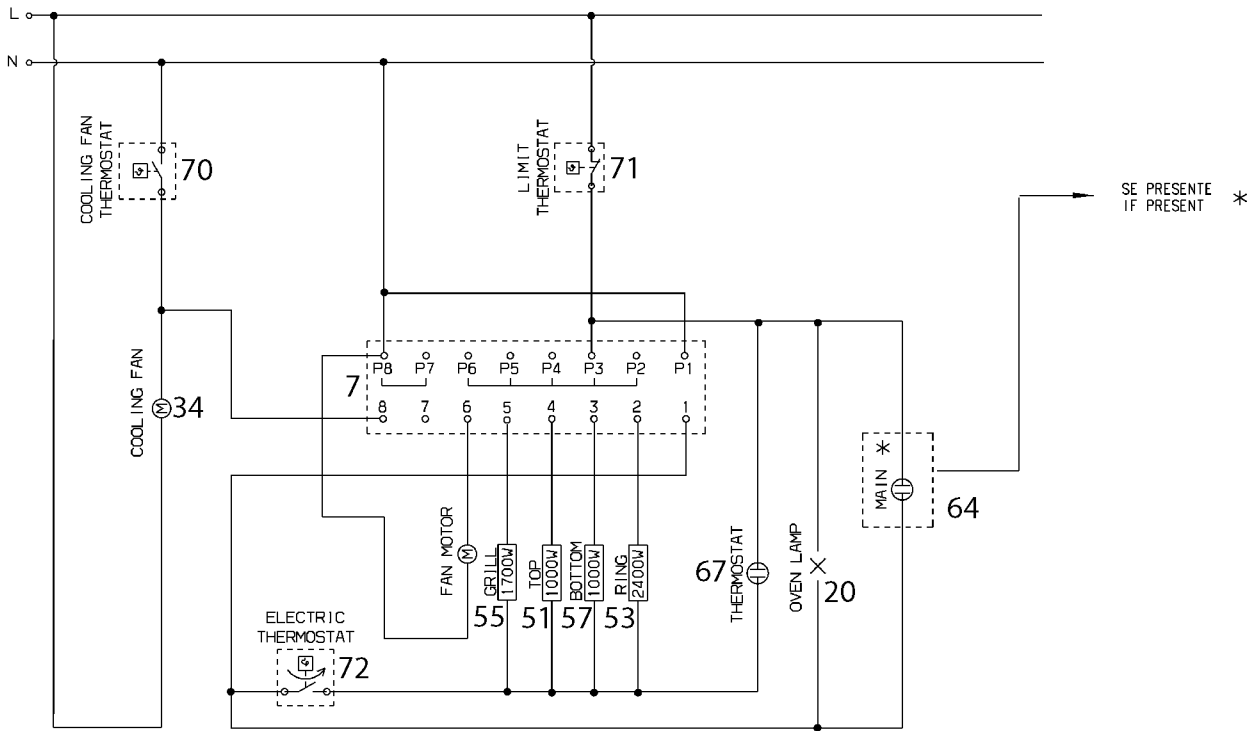 L
N
COOLING FAN
THERMOSTAT
70
LIMIT
THERMOSTAT
71
SE PRESENTE
IF PRESENT *
COOLING FAN
M
34
7
P8 P7 P6 P5 P4 P3 P2 P1
8 7 6 5 4 3 2 1
MAIN *
64
FAN MOTOR
M
GRILL
1700W
55
TOP
1000W
51
BOTTOM
1000W
57
RING
2400W
53
67
THERMOSTAT
OVEN LAMP
20
ELECTRIC
THERMOSTAT
72